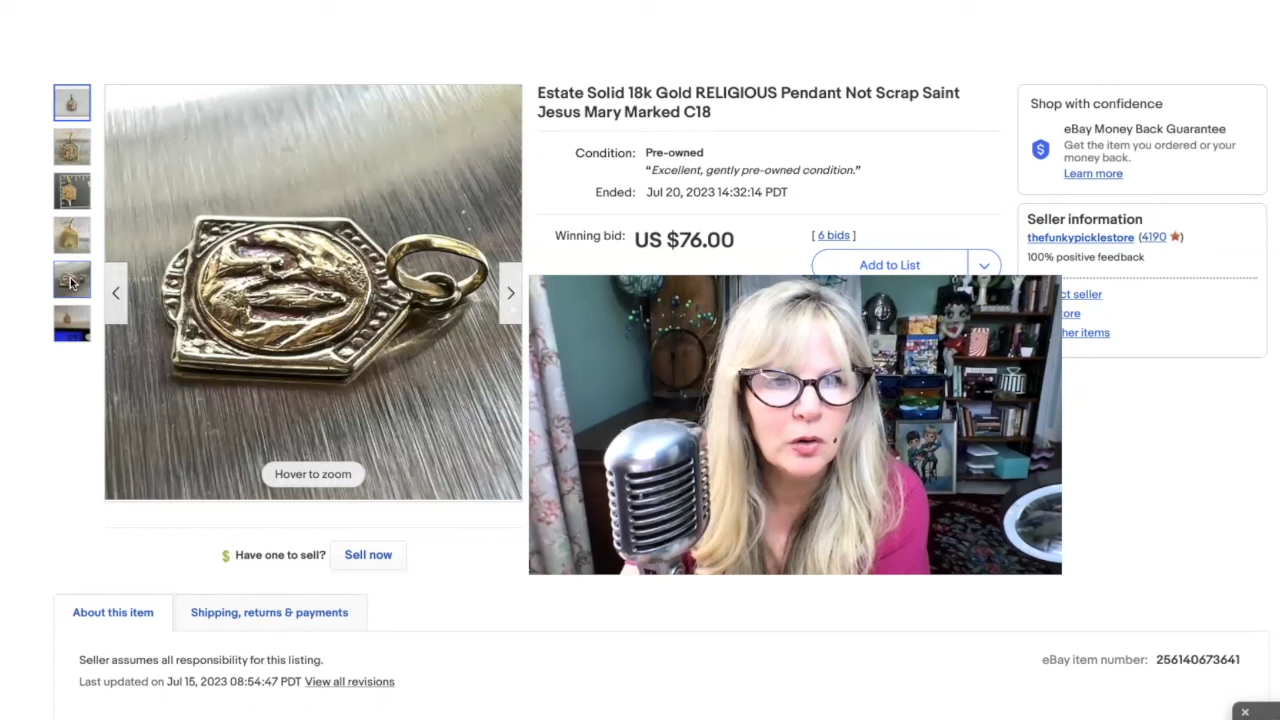 Estate Solid 18k Gold RELIGIOUS Pendant Not Scrap Saint
Jesus Mary Marked C18
Condition: Pre-owned
“Excellent, gently pre-owned condition.”
Ended: Jul 20, 2023 14:32:14 PDT
Winning bid: US $76.00 [ 6 bids ]
Add to List
Shop with confidence
eBay Money Back Guarantee
Get the item you ordered or your
money back.
Learn more
Seller information
thefunkypicklestore (4190 ★)
100% positive feedback
ct seller
ore
her items
Hover to zoom
$ Have one to sell? Sell now
About this item
Shipping, returns & payments
Seller assumes all responsibility for this listing.
Last updated on Jul 15, 2023 08:54:47 PDT View all revisions
eBay item number: 256140673641